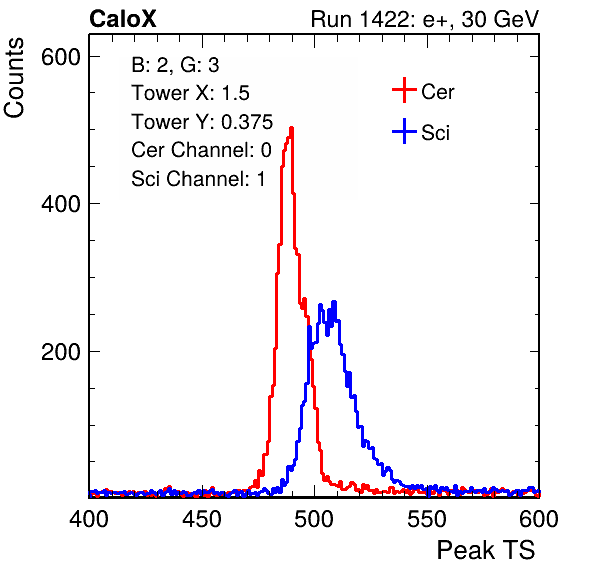 CaloX Run 1422: e+, 30 GeV
Counts
600
400
200
B: 2, G: 3
Tower X: 1.5
Tower Y: 0.375
Cer Channel: 0
Sci Channel: 1
Cer
Sci
400 450 500 550 600
Peak TS